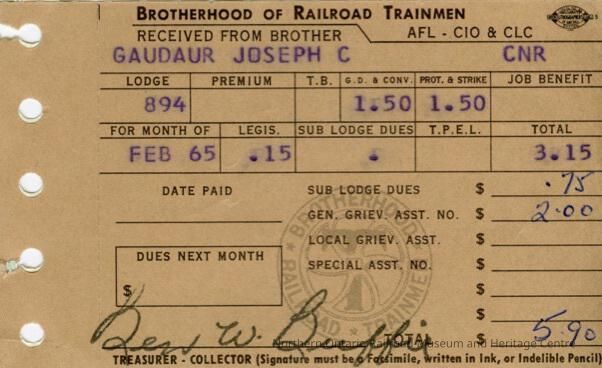 BROTHERHOOD OF RAILROAD TRAINMEN
RECEIVED FROM BROTHER AFL - CIO & CLC
GAUDAUR JOSEPH C CNR
LODGE PREMIUM T.B. G.D. & CONV. PROT. & STRIKE JOB BENEFIT
894 1.50 1.50
FOR MONTH OF LEGIS. SUB LODGE DUES T.P.E.L. TOTAL
FEB 65 .15 . 3.15
DATE PAID SUB LODGE DUES $ .75
GEN. GRIEV. ASST. NO. $ 2.00
LOCAL GRIEV. ASST. $
DUES NEXT MONTH SPECIAL ASST. NO. $
$
$
BROTHERHOOD
RAILROAD TRAINMEN
T
TOTAL $ 5.90
Northern Ontario Railroad Museum and Heritage Centre
TREASURER - COLLECTOR (Signature must be a Facsimile, written in Ink, or Indelible Pencil)